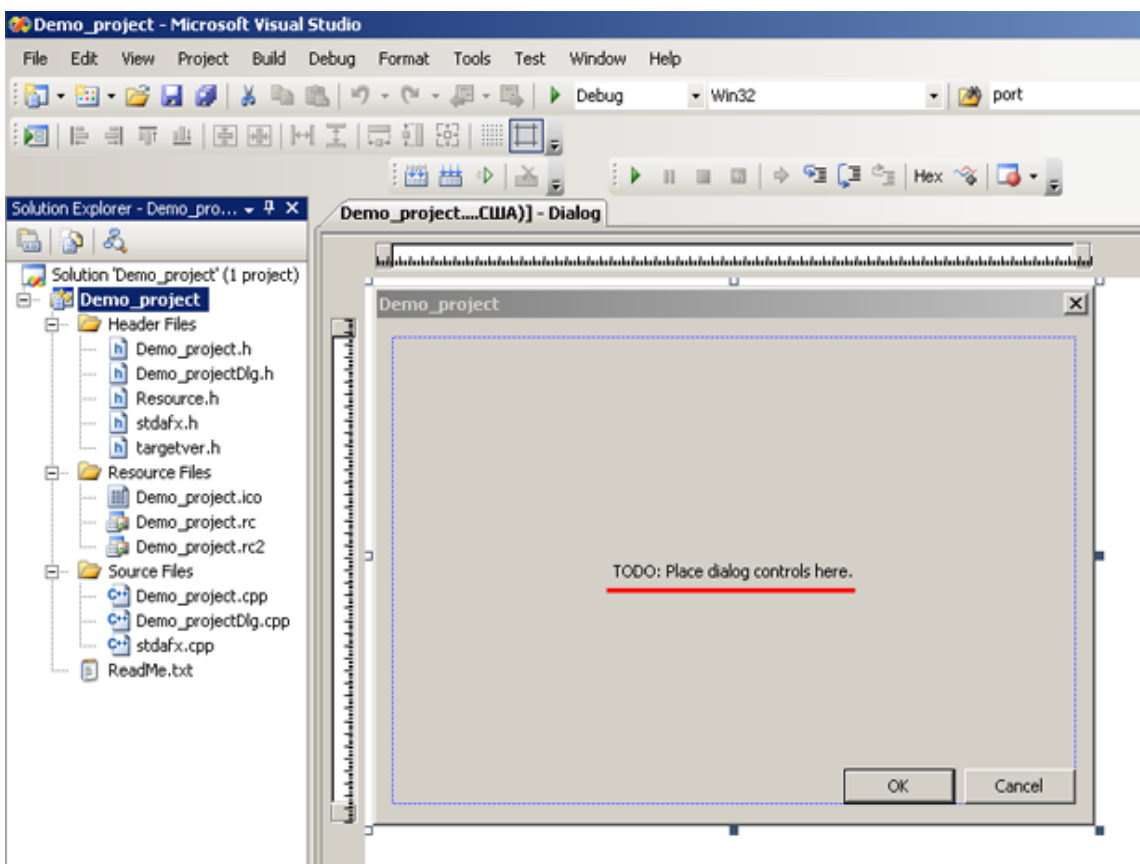 Demo_project - Microsoft Visual Studio
File Edit View Project Build Debug Format Tools Test Window Help
Debug Win32 port
Hex
Solution Explorer - Demo_pro...
Demo_project....США)] - Dialog
Solution 'Demo_project' (1 project)
Demo_project
Header Files
Demo_project.h
Demo_projectDlg.h
Resource.h
stdafx.h
targetver.h
Resource Files
Demo_project.ico
Demo_project.rc
Demo_project.rc2
Source Files
Demo_project.cpp
Demo_projectDlg.cpp
stdafx.cpp
ReadMe.txt
Demo_project
TODO: Place dialog controls here.
OK Cancel